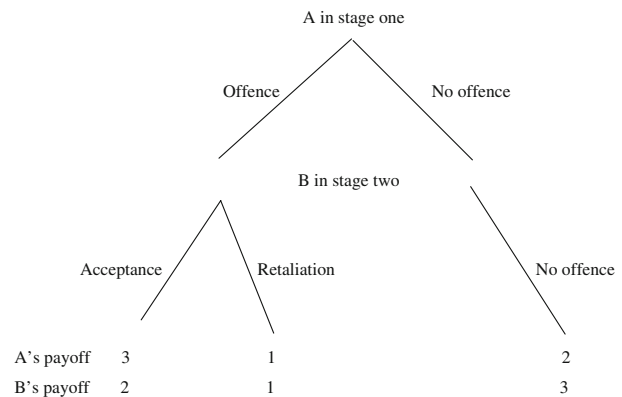 A in stage one
Offence
No offence
B in stage two
Acceptance
Retaliation
No offence
A's payoff 3 1 2
B's payoff 2 1 3